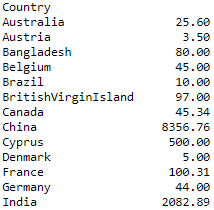 Country
Australia 25.60
Austria 3.50
Bangladesh 80.00
Belgium 45.00
Brazil 10.00
BritishVirginIsland 97.00
Canada 45.34
China 8356.76
Cyprus 500.00
Denmark 5.00
France 100.31
Germany 44.00
India 2082.89